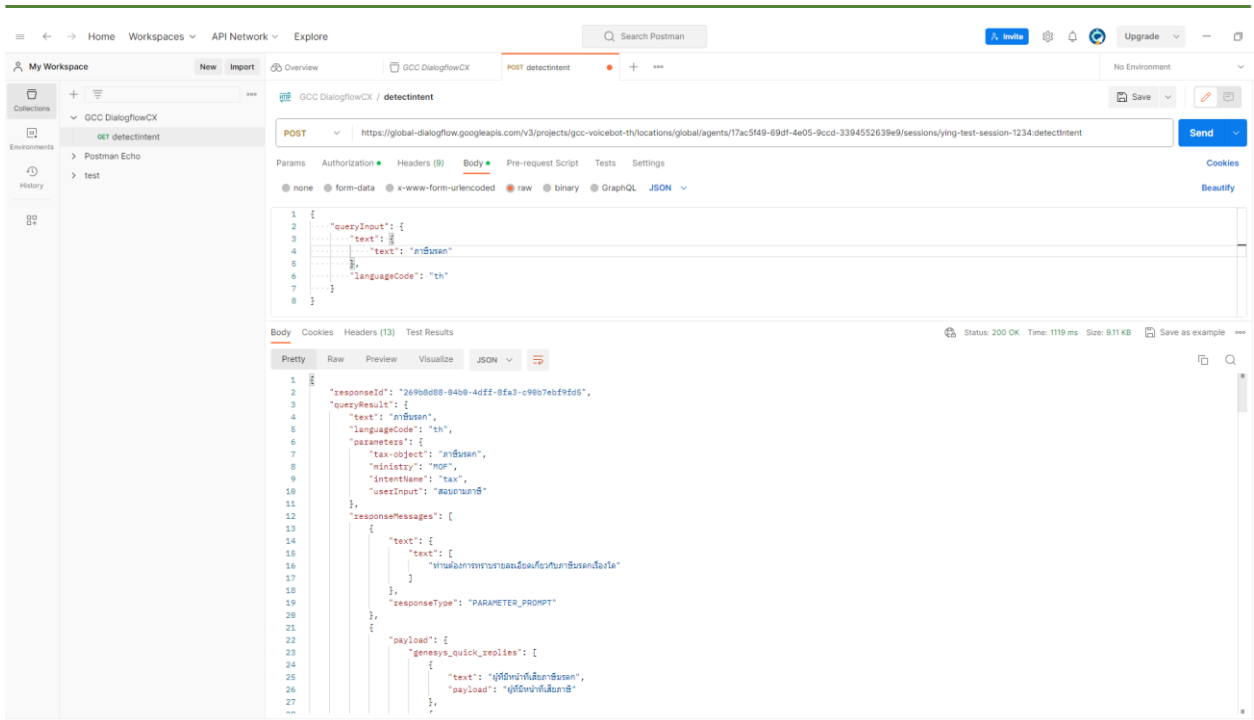 Home Workspaces API Network Explore Search Postman Invite Upgrade
My Workspace New Import Overview GCC DialogflowCX POST detectintent No Environment
Collections
Environments
History
GCC DialogflowCX
GET detectintent
Postman Echo
test
HTTP GCC DialogflowCX / detectintent Save
POST https://global-dialogflow.googleapis.com/v3/projects/gcc-voicebot-th/locations/global/agents/17ac5f49-69df-4e05-9ccd-3394552639e9/sessions/ying-test-session-1234:detectIntent Send
Params Authorization Headers (9) Body Pre-request Script Tests Settings Cookies
none form-data x-www-form-urlencoded raw binary GraphQL JSON Beautify
1 {
2 "queryInput": {
3 "text": {
4 "text": "ภาษีมรดก"
5 },
6 "languageCode": "th"
7 }
8 }
Body Cookies Headers (13) Test Results Status: 200 OK Time: 1119 ms Size: 9.11 KB Save as example
Pretty Raw Preview Visualize JSON
1 {
2 "responseId": "269b8d88-04b0-4dff-8fa3-c90b7ebf9fd5",
3 "queryResult": {
4 "text": "ภาษีมรดก",
5 "languageCode": "th",
6 "parameters": {
7 "tax-object": "ภาษีมรดก",
8 "ministry": "MOF",
9 "intentName": "tax",
10 "userInput": "สอบถามภาษี"
11 },
12 "responseMessages": [
13 {
14 "text": {
15 "text": [
16 "ท่านต้องการทราบรายละเอียดเกี่ยวกับภาษีมรดกเรื่องใด"
17 ]
18 },
19 "responseType": "PARAMETER_PROMPT"
20 },
21 {
22 "payload": {
23 "genesys_quick_replies": [
24 {
25 "text": "ผู้ที่มีหน้าที่เสียภาษีมรดก",
26 "payload": "ผู้ที่มีหน้าที่เสียภาษี"
27 },